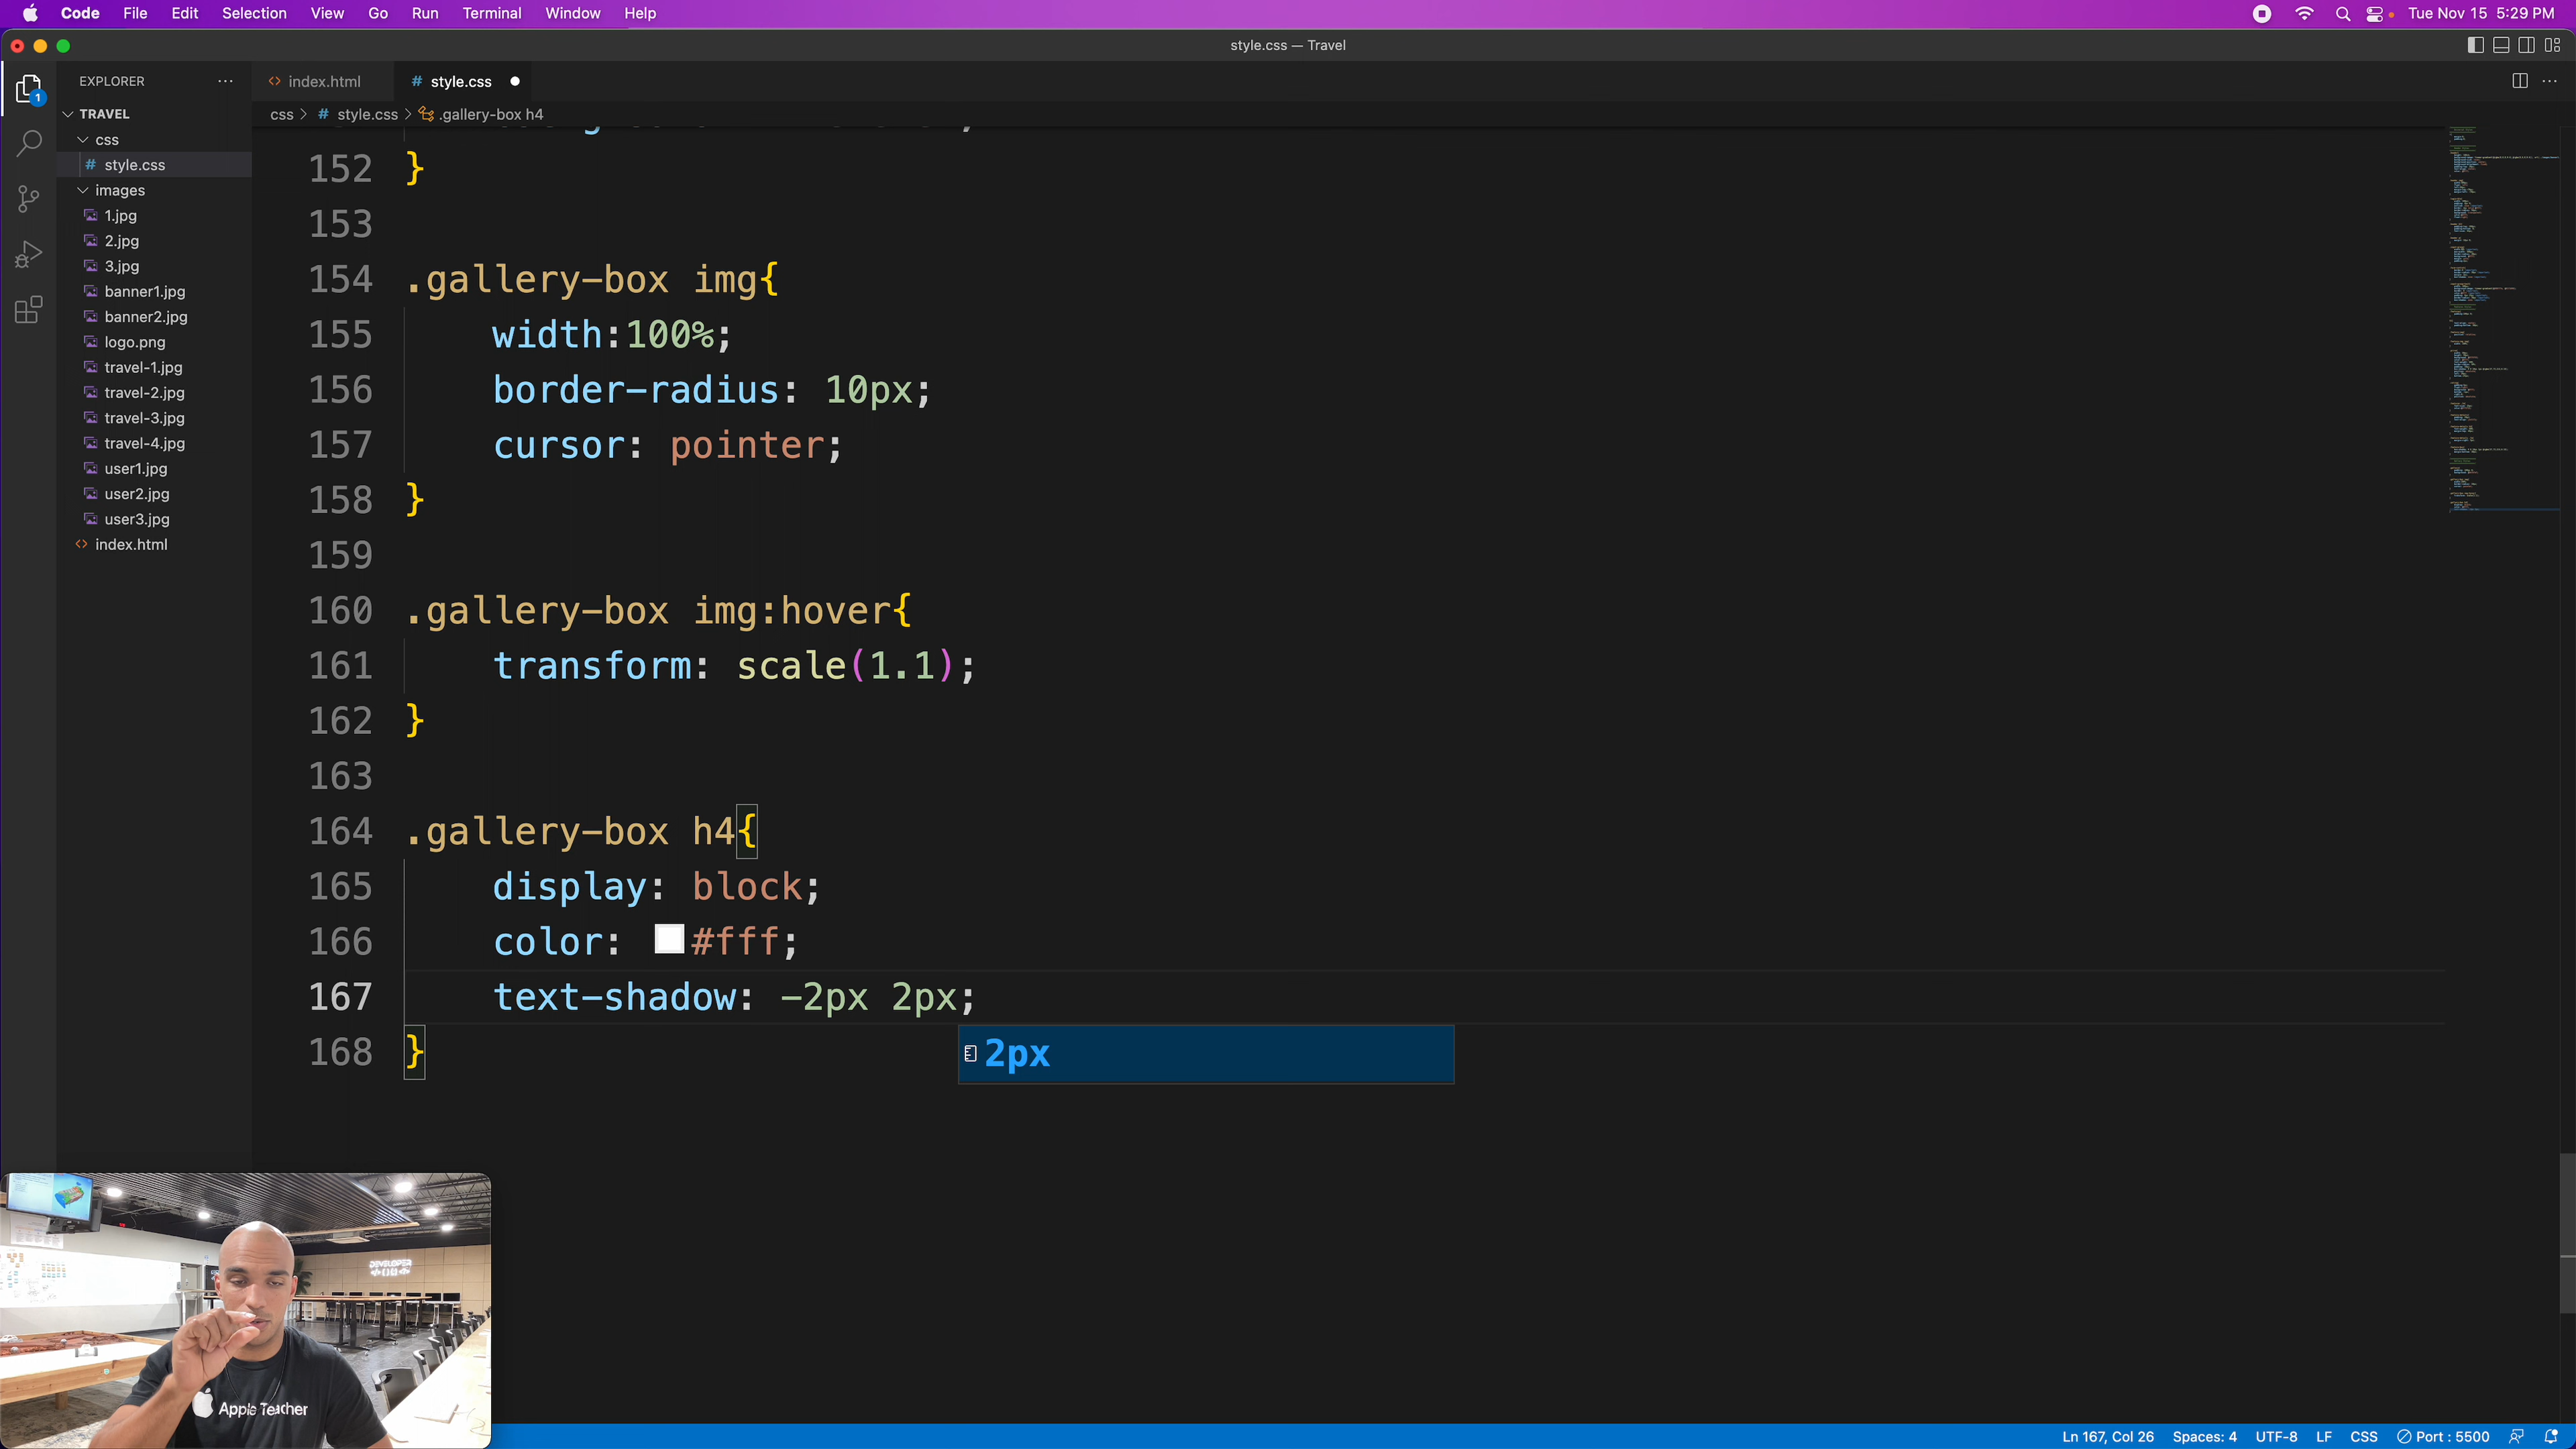 Code File Edit Selection View Go Run Terminal Window Help
Tue Nov 15 5:29 PM
style.css — Travel
EXPLORER
index.html
# style.css
css > # style.css > .gallery-box h4
TRAVEL
css
# style.css
images
1.jpg
2.jpg
3.jpg
banner1.jpg
banner2.jpg
logo.png
travel-1.jpg
travel-2.jpg
travel-3.jpg
travel-4.jpg
user1.jpg
user2.jpg
user3.jpg
index.html
1
152 }
153
154 .gallery-box img{
155 width:100%;
156 border-radius: 10px;
157 cursor: pointer;
158 }
159
160 .gallery-box img:hover{
161 transform: scale(1.1);
162 }
163
164 .gallery-box h4{
165 display: block;
166 color: #fff;
167 text-shadow: -2px 2px;
168 }
2px
DEVELOPER
Apple Teacher
Ln 167, Col 26 Spaces: 4 UTF-8 LF CSS Port : 5500